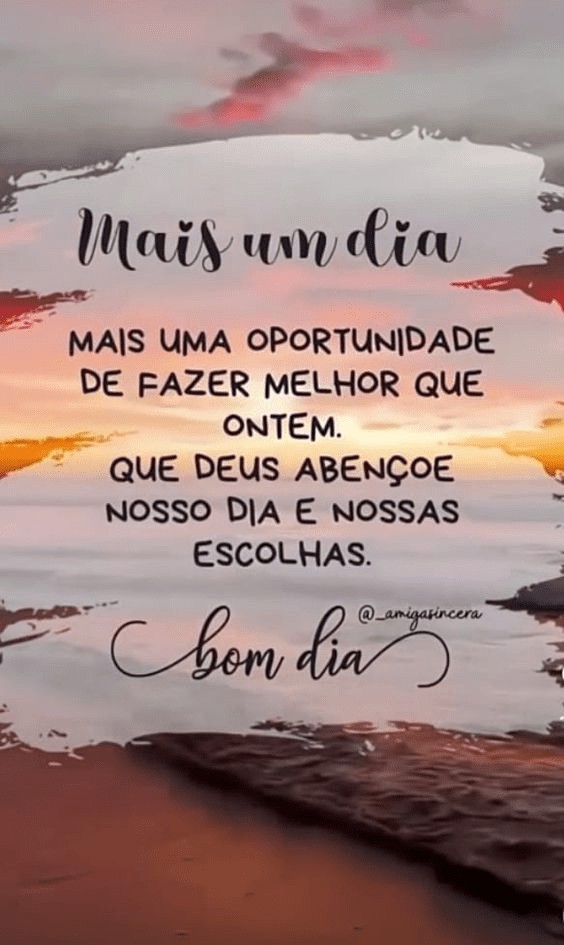 Mais um dia
MAIS UMA OPORTUNIDADE
DE FAZER MELHOR QUE
ONTEM.
QUE DEUS ABENÇOE
NOSSO DIA E NOSSAS
ESCOLHAS.
@_amigasincera
bom dia